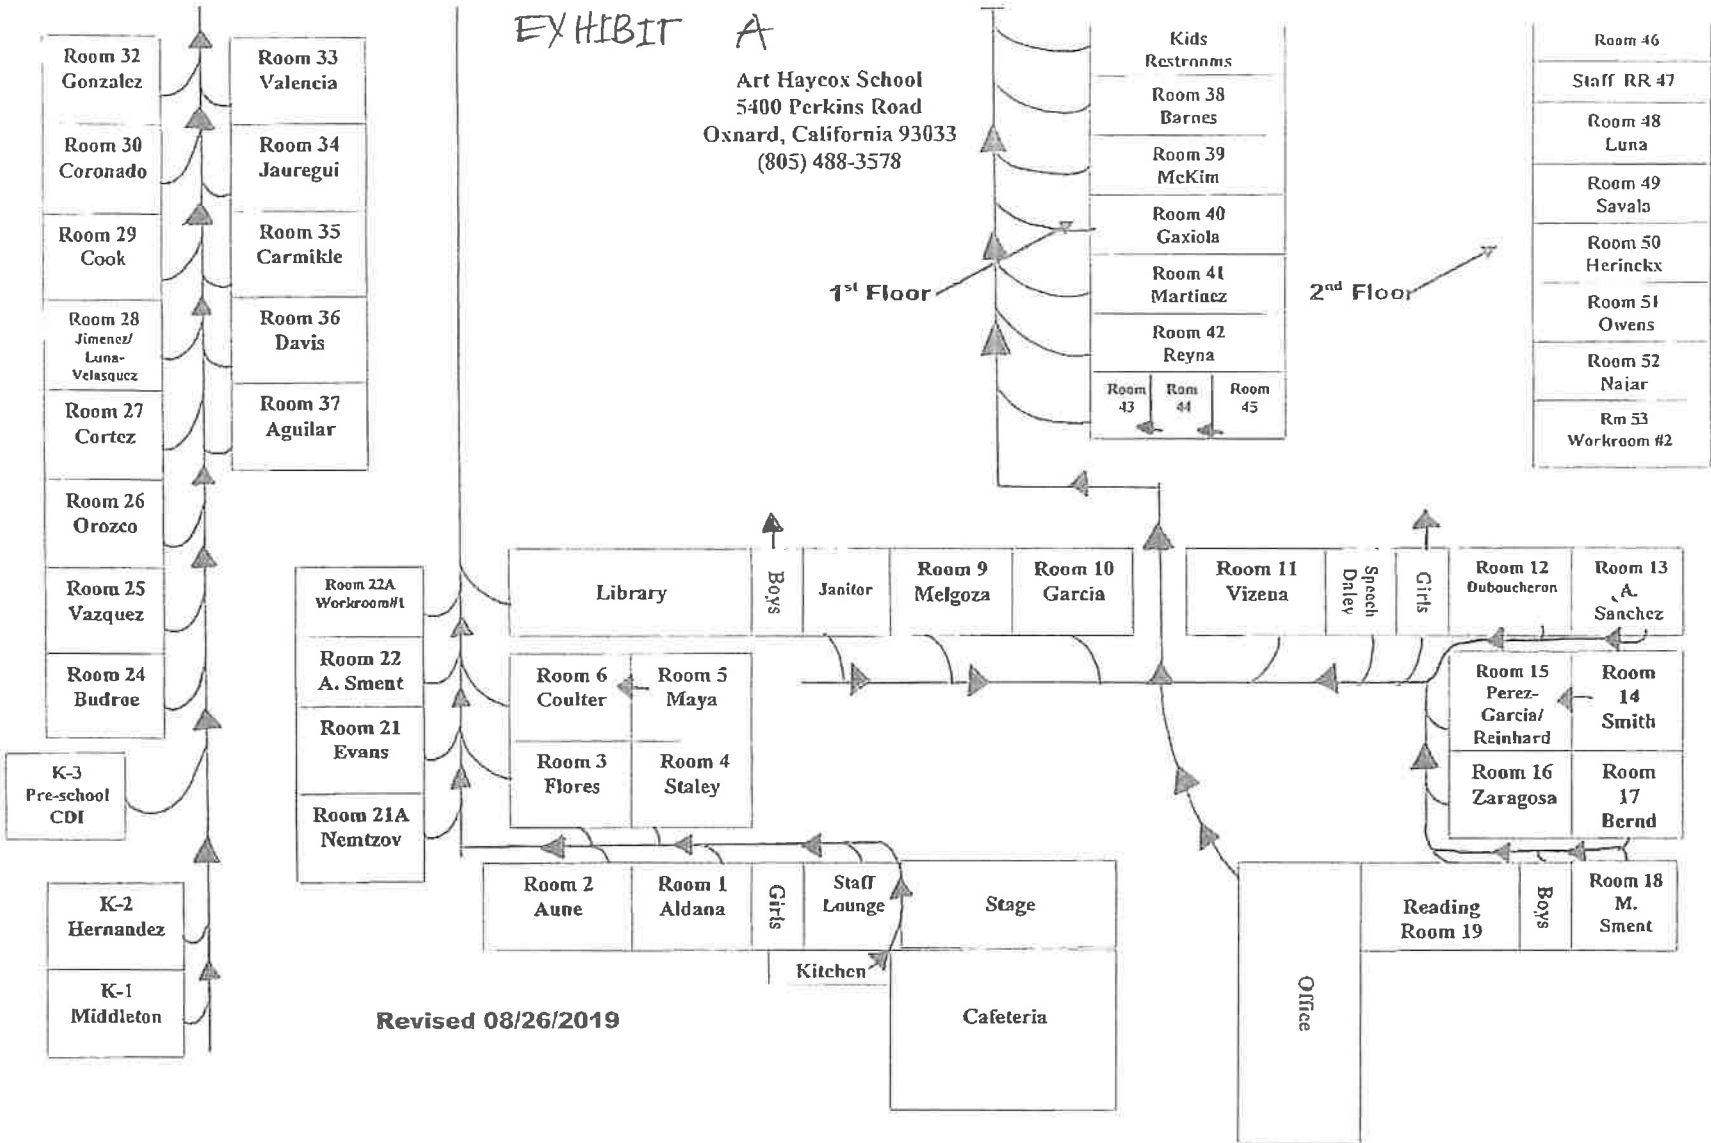 EXHIBIT A
Art Haycox School
5400 Perkins Road
Oxnard, California 93033
(805) 488-3578
Room 32
Gonzalez
Room 33
Valencia
Room 30
Coronado
Room 34
Jauregui
Room 29
Cook
Room 35
Carmikle
Room 28
Jimenez/
Luna-
Velasquez
Room 36
Davis
Room 27
Cortez
Room 37
Aguilar
Room 26
Orozco
Room 25
Vazquez
Room 24
Budroe
K-3
Pre-school
CDI
K-2
Hernandez
K-1
Middleton
Kids
Restrooms
Room 38
Barnes
Room 39
McKim
Room 40
Gaxiola
Room 41
Martinez
Room 42
Reyna
Room
43
Rom
44
Room
45
1st Floor
2nd Floor
Room 46
Staff RR 47
Room 48
Luna
Room 49
Savala
Room 50
Herinckx
Room 51
Owens
Room 52
Najar
Rm 53
Workroom #2
Room 22A
Workroom#1
Room 22
A. Sment
Room 21
Evans
Room 21A
Nemtzov
Library
Boys
Janitor
Room 9
Melgoza
Room 10
Garcia
Room 11
Vizena
Speech
Daley
Girls
Room 12
Duboucheron
Room 13
A.
Sanchez
Room 6
Coulter
Room 5
Maya
Room 3
Flores
Room 4
Staley
Room 15
Perez-
Garcia/
Reinhard
Room
14
Smith
Room 16
Zaragosa
Room
17
Bernd
Room 2
Aune
Room 1
Aldana
Girls
Staff
Lounge
Stage
Kitchen
Cafeteria
Office
Reading
Room 19
Boys
Room 18
M.
Sment
Revised 08/26/2019